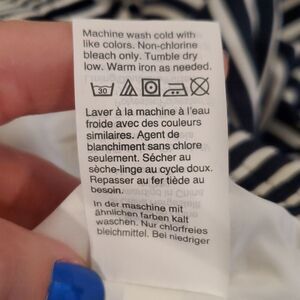 Machine wash cold with
like colors. Non-chlorine
bleach only. Tumble dry
low. Warm iron as needed.
30
Laver à la machine à l'eau
froide avec des couleurs
similaires. Agent de
blanchiment sans chlore
seulement. Sécher au
sèche-linge au cycle doux.
Repasser au fer tiède au
besoin.
In der maschine mit
ähnlichen farben kalt
waschen. Nur chlorfreies
bleichmittel. Bei niedriger